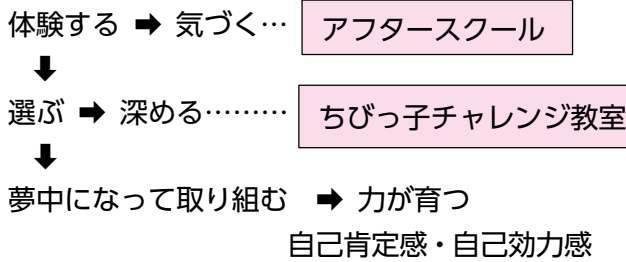 体験する ➡ 気づく… アフタースクール
⬇
選ぶ ➡ 深める……… ちびっ子チャレンジ教室
⬇
夢中になって取り組む ➡ 力が育つ
自己肯定感・自己効力感